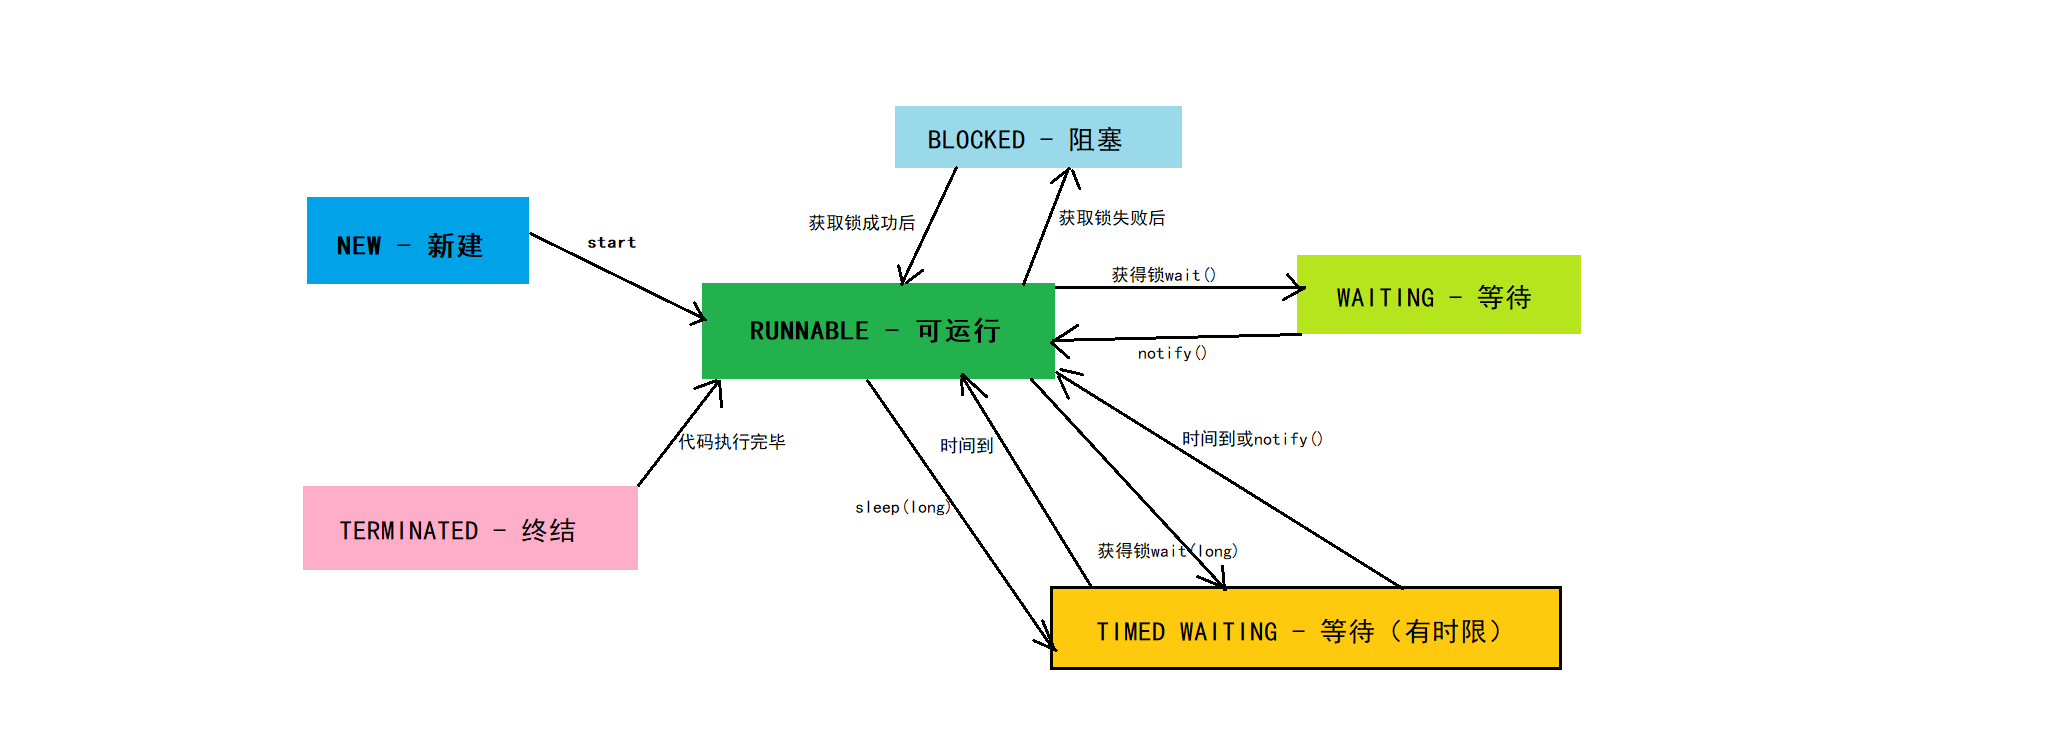 BLOCKED - 阻塞
获取锁成功后
获取锁失败后
NEW - 新建
start
获得锁wait()
WAITING - 等待
RUNNABLE - 可运行
notify()
代码执行完毕
时间到
时间到或notify()
sleep(long)
TERMINATED - 终结
获得锁wait(long)
TIMED WAITING - 等待（有时限）